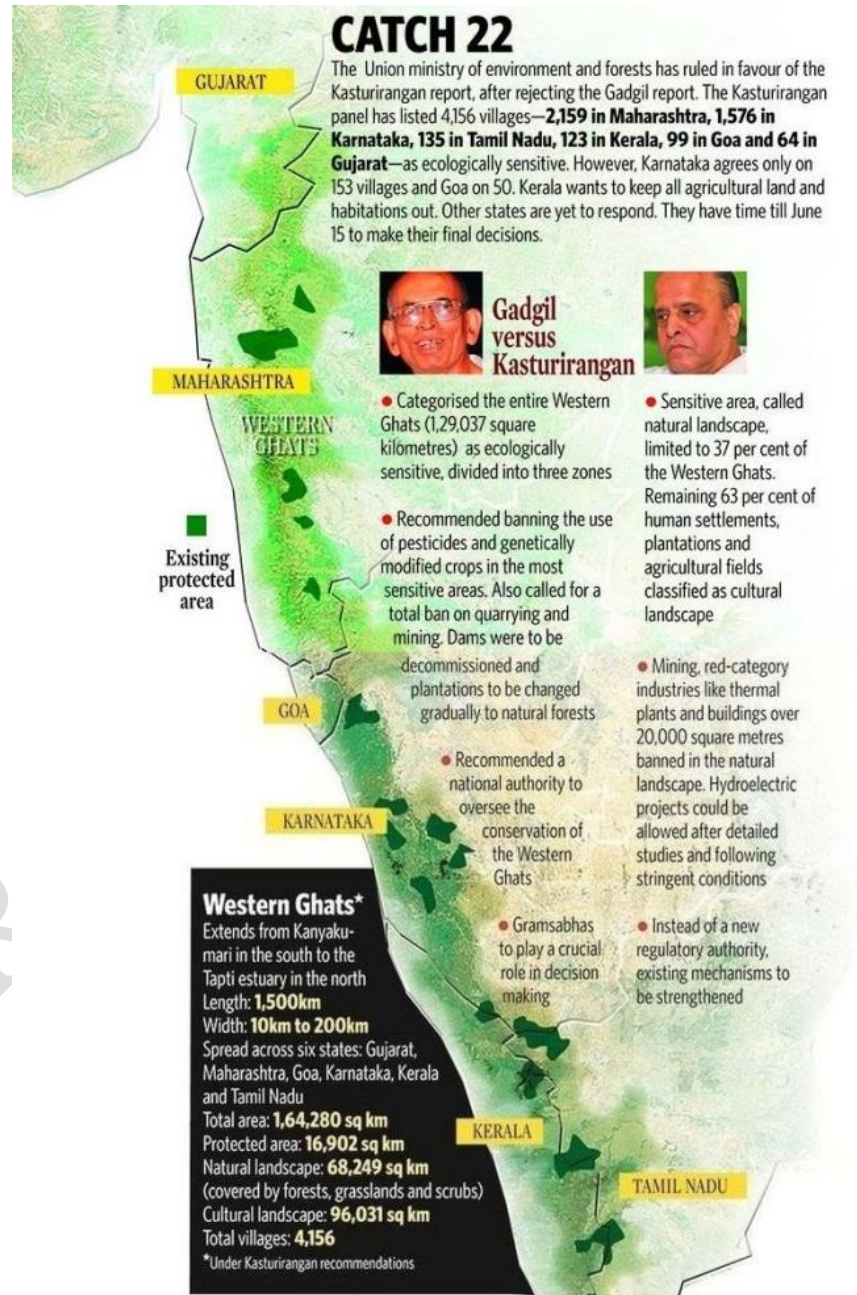 CATCH 22
The Union ministry of environment and forests has ruled in favour of the
Kasturirangan report, after rejecting the Gadgil report. The Kasturirangan
panel has listed 4,156 villages—2,159 in Maharashtra, 1,576 in
Karnataka, 135 in Tamil Nadu, 123 in Kerala, 99 in Goa and 64 in
Gujarat—as ecologically sensitive. However, Karnataka agrees only on
153 villages and Goa on 50. Kerala wants to keep all agricultural land and
habitations out. Other states are yet to respond. They have time till June
15 to make their final decisions.
GUJARAT
Gadgil
versus
Kasturirangan
MAHARASHTRA
WESTERN
GHATS
Existing
protected
area
● Categorised the entire Western
Ghats (1,29,037 square
kilometres) as ecologically
sensitive, divided into three zones
● Recommended banning the use
of pesticides and genetically
modified crops in the most
sensitive areas. Also called for a
total ban on quarrying and
mining. Dams were to be
decommissioned and
plantations to be changed
gradually to natural forests
● Recommended a
national authority to
oversee the
conservation of
the Western
Ghats
● Gramsabhas
to play a crucial
role in decision
making
● Sensitive area, called
natural landscape,
limited to 37 per cent of
the Western Ghats.
Remaining 63 per cent of
human settlements,
plantations and
agricultural fields
classified as cultural
landscape
● Mining, red-category
industries like thermal
plants and buildings over
20,000 square metres
banned in the natural
landscape. Hydroelectric
projects could be
allowed after detailed
studies and following
stringent conditions
● Instead of a new
regulatory authority,
existing mechanisms to
be strengthened
GOA
KARNATAKA
KERALA
TAMIL NADU
Western Ghats*
Extends from Kanyaku-
mari in the south to the
Tapti estuary in the north
Length: 1,500km
Width: 10km to 200km
Spread across six states: Gujarat,
Maharashtra, Goa, Karnataka, Kerala
and Tamil Nadu
Total area: 1,64,280 sq km
Protected area: 16,902 sq km
Natural landscape: 68,249 sq km
(covered by forests, grasslands and scrubs)
Cultural landscape: 96,031 sq km
Total villages: 4,156
*Under Kasturirangan recommendations